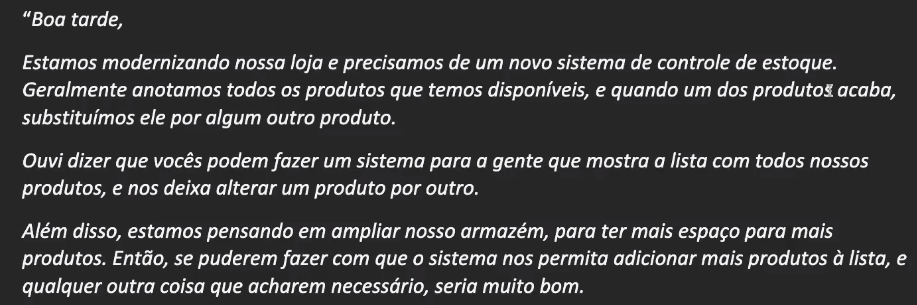 “Boa tarde,
Estamos modernizando nossa loja e precisamos de um novo sistema de controle de estoque.
Geralmente anotamos todos os produtos que temos disponíveis, e quando um dos produtos acaba,
substituímos ele por algum outro produto.
Ouvi dizer que vocês podem fazer um sistema para a gente que mostra a lista com todos nossos
produtos, e nos deixa alterar um produto por outro.
Além disso, estamos pensando em ampliar nosso armazém, para ter mais espaço para mais
produtos. Então, se puderem fazer com que o sistema nos permita adicionar mais produtos à lista, e
qualquer outra coisa que acharem necessário, seria muito bom.